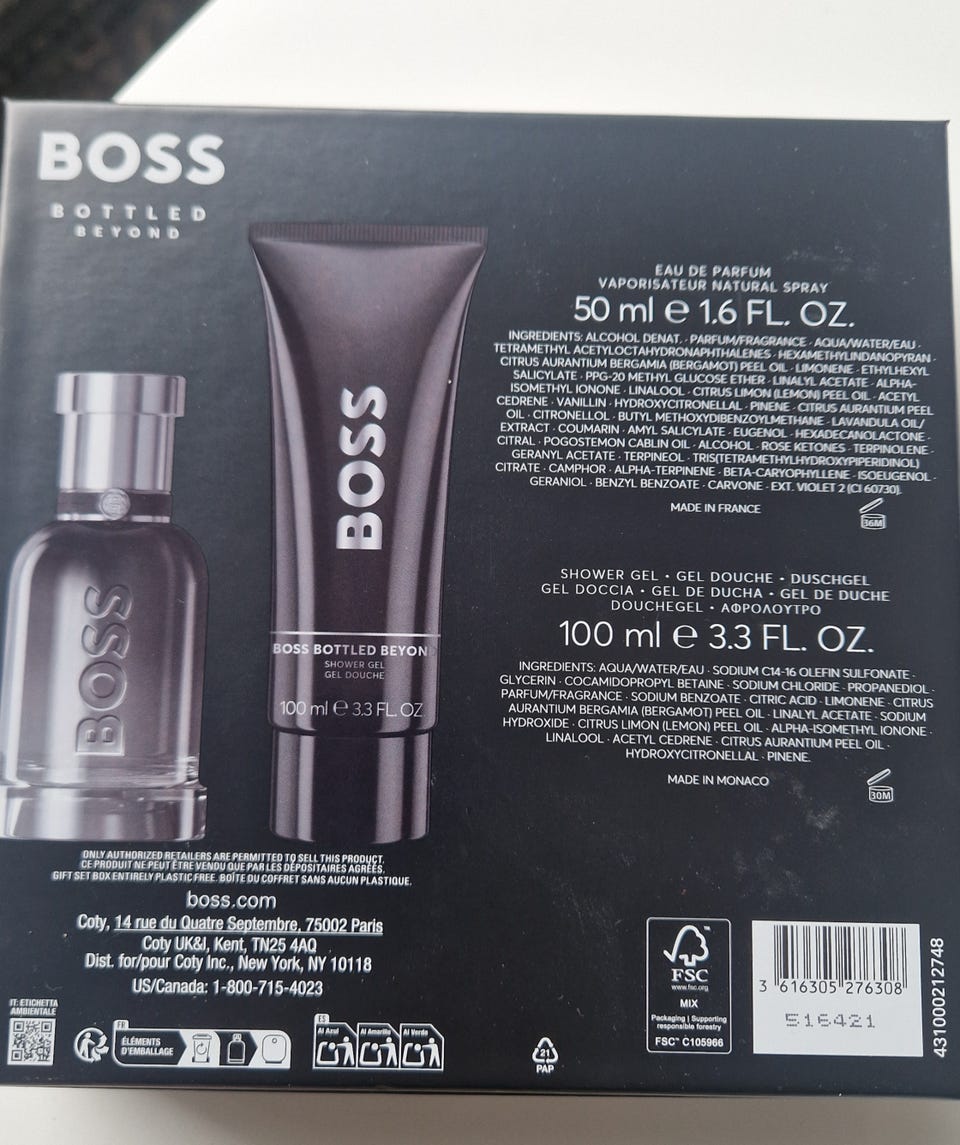 BOSS
BOTTLED
BEYOND
EAU DE PARFUM
VAPORISATEUR NATURAL SPRAY
50 ml ℮ 1.6 FL. OZ.
INGREDIENTS: ALCOHOL DENAT. · PARFUM/FRAGRANCE · AQUA/WATER/EAU ·
TETRAMETHYL ACETYLOCTAHYDRONAPHTHALENES · HEXAMETHYLINDANOPYRAN ·
CITRUS AURANTIUM BERGAMIA (BERGAMOT) PEEL OIL · LIMONENE · ETHYLHEXYL
SALICYLATE · PPG-20 METHYL GLUCOSE ETHER · LINALYL ACETATE · ALPHA-
ISOMETHYL IONONE · LINALOOL · CITRUS LIMON (LEMON) PEEL OIL · ACETYL
CEDRENE · VANILLIN · HYDROXYCITRONELLAL · PINENE · CITRUS AURANTIUM PEEL
OIL · CITRONELLOL · BUTYL METHOXYDIBENZOYLMETHANE · LAVANDULA OIL/
EXTRACT · COUMARIN · AMYL SALICYLATE · EUGENOL · HEXADECANOLACTONE ·
CITRAL · POGOSTEMON CABLIN OIL · ALCOHOL · ROSE KETONES · TERPINOLENE ·
GERANYL ACETATE · TERPINEOL · TRIS(TETRAMETHYLHYDROXYPIPERIDINOL)
CITRATE · CAMPHOR · ALPHA-TERPINENE · BETA-CARYOPHYLLENE · ISOEUGENOL ·
GERANIOL · BENZYL BENZOATE · CARVONE · EXT. VIOLET 2 (CI 60730).
MADE IN FRANCE
36M
SHOWER GEL • GEL DOUCHE • DUSCHGEL
GEL DOCCIA • GEL DE DUCHA • GEL DE DUCHE
DOUCHEGEL • ΑΦΡΟΛΟΥΤΡΟ
100 ml ℮ 3.3 FL. OZ.
INGREDIENTS: AQUA/WATER/EAU · SODIUM C14-16 OLEFIN SULFONATE ·
GLYCERIN · COCAMIDOPROPYL BETAINE · SODIUM CHLORIDE · PROPANEDIOL ·
PARFUM/FRAGRANCE · SODIUM BENZOATE · CITRIC ACID · LIMONENE · CITRUS
AURANTIUM BERGAMIA (BERGAMOT) PEEL OIL · LINALYL ACETATE · SODIUM
HYDROXIDE · CITRUS LIMON (LEMON) PEEL OIL · ALPHA-ISOMETHYL IONONE ·
LINALOOL · ACETYL CEDRENE · CITRUS AURANTIUM PEEL OIL ·
HYDROXYCITRONELLAL · PINENE.
MADE IN MONACO
30M
BOSS
BOSS
BOSS BOTTLED BEYOND
SHOWER GEL
GEL DOUCHE
100 ml ℮ 3.3 FL. OZ
ONLY AUTHORIZED RETAILERS ARE PERMITTED TO SELL THIS PRODUCT.
CE PRODUIT NE PEUT ÊTRE VENDU QUE PAR LES DÉPOSITAIRES AGRÉÉS.
GIFT SET BOX ENTIRELY PLASTIC FREE. BOÎTE DU COFFRET SANS AUCUN PLASTIQUE.
boss.com
Coty, 14 rue du Quatre Septembre, 75002 Paris
Coty UK&I, Kent, TN25 4AQ
Dist. for/pour Coty Inc., New York, NY 10118
US/Canada: 1-800-715-4023
IT: ETICHETTA
AMBIENTALE
FR
ÉLÉMENTS
D'EMBALLAGE
ES
Al Azul
Al Amarillo
Al Verde
21
PAP
FSC
www.fsc.org
MIX
Packaging | Supporting
responsible forestry
FSC™ C105966
3 616305 276308
516421
431000212748